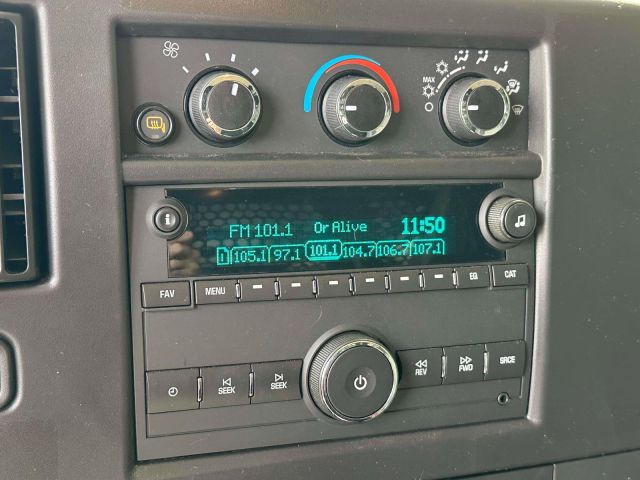 MAX
FM 101.1 Or Alive 11:50
1 105.1 97.1 101.1 104.7 106.7 107.1
FAV MENU EQ CAT
SEEK SEEK REV FWD SRCE